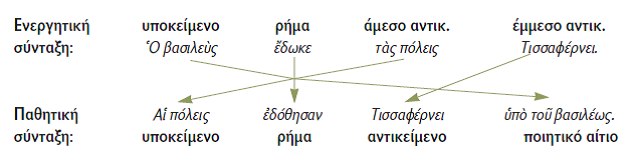 Ενεργητική υποκείμενο ρήμα άμεσο αντικ. έμμεσο αντικ.
σύνταξη: Ὁ βασιλεὺς ἔδωκε τὰς πόλεις Τισσαφέρνει.
Παθητική Αἱ πόλεις ἐδόθησαν Τισσαφέρνει ὑπὸ τοῦ βασιλέως.
σύνταξη: υποκείμενο ρήμα αντικείμενο ποιητικό αίτιο